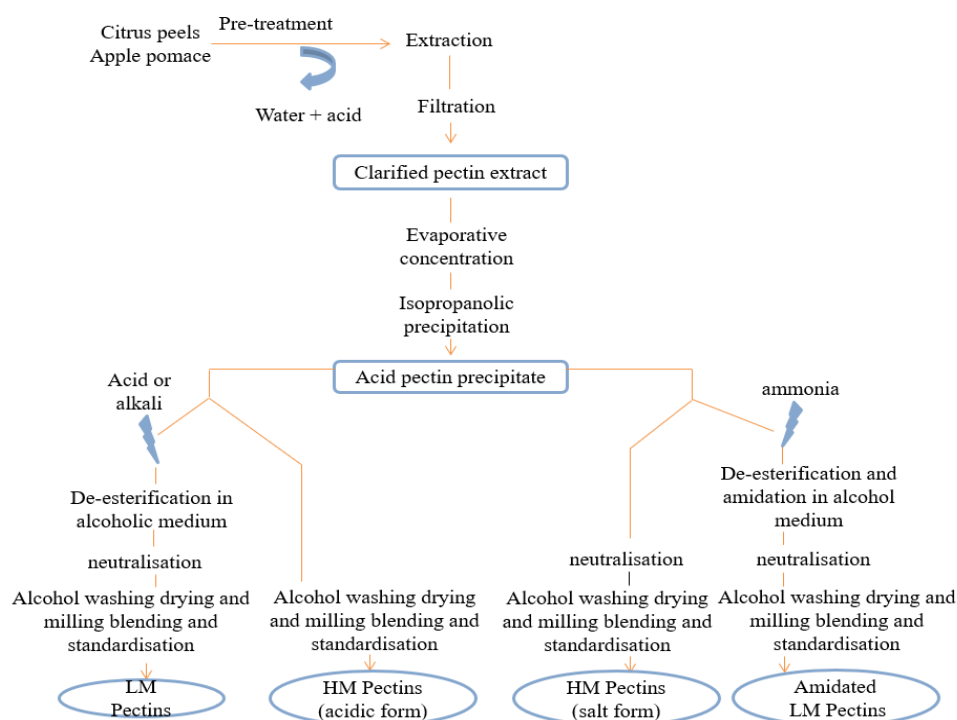 Citrus peels
Apple pomace
Pre-treatment
Extraction
Water + acid
Filtration
Clarified pectin extract
Evaporative
concentration
Isopropanolic
precipitation
Acid pectin precipitate
Acid or
alkali
ammonia
De-esterification in
alcoholic medium
De-esterification and
amidation in alcohol
medium
neutralisation
neutralisation
neutralisation
Alcohol washing drying and
milling blending and
standardisation
Alcohol washing drying
and milling blending and
standardisation
Alcohol washing drying
and milling blending and
standardisation
Alcohol washing drying and
milling blending and
standardisation
LM
Pectins
HM Pectins
(acidic form)
HM Pectins
(salt form)
Amidated
LM Pectins